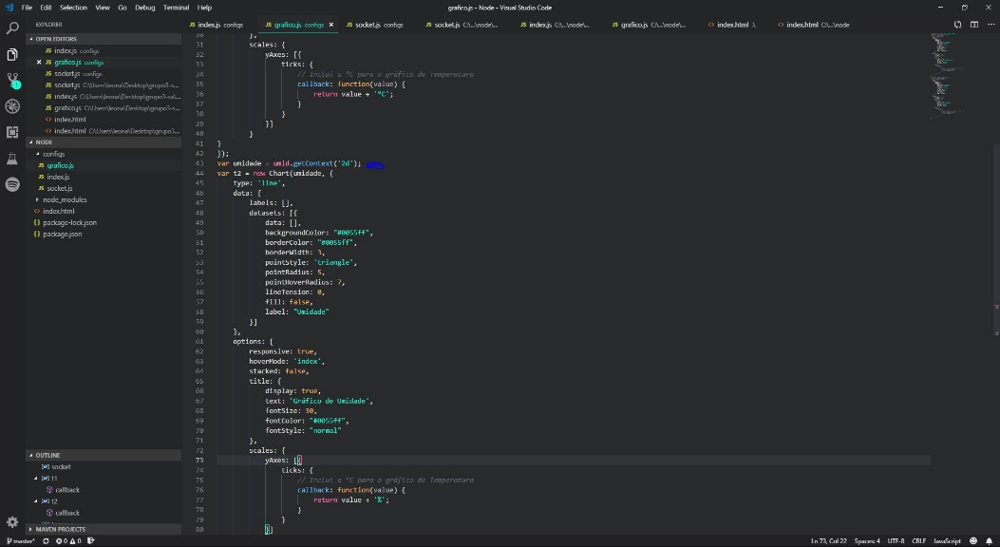 File Edit Selection View Go Debug Terminal Help
grafico.js - Node - Visual Studio Code
EXPLORER
index.js configs
grafico.js configs ×
socket.js configs
socket.js C:\...\node\...
index.js C:\...\node\...
grafico.js C:\...\node\...
index.html .\
index.html C:\...\node
OPEN EDITORS
index.js configs
× grafico.js configs
socket.js configs
socket.js C:\Users\leona\Desktop\grupo3-s...
index.js C:\Users\leona\Desktop\grupo3-sa\...
grafico.js C:\Users\leona\Desktop\grupo3-s...
index.html
index.html C:\Users\leona\Desktop\grupo3-...
NODE
configs
JS grafico.js
JS index.js
JS socket.js
node_modules
<> index.html
{} package-lock.json
{} package.json
OUTLINE
socket
t1
callback
t2
callback
MAVEN PROJECTS
30 },
31 scales: {
32 yAxes: [{
33 ticks: {
34 // Inclui a °C para o gráfico de Temperatura
35 callback: function(value) {
36 return value + '°C';
37 }
38 }
39 }]
40 }
41 }
42 });
43 var umidade = umid.getContext('2d');
44 var t2 = new Chart(umidade, {
45 type: 'line',
46 data: {
47 labels: [],
48 datasets: [{
49 data: [],
50 backgroundColor: "#0055ff",
51 borderColor: "#0055ff",
52 borderWidth: 3,
53 pointStyle: 'triangle',
54 pointRadius: 5,
55 pointHoverRadius: 7,
56 lineTension: 0,
57 fill: false,
58 label: "Umidade"
59 }]
60 },
61 options: {
62 responsive: true,
63 hoverMode: 'index',
64 stacked: false,
65 title: {
66 display: true,
67 text: 'Gráfico de Umidade',
68 fontSize: 30,
69 fontColor: "#0055ff",
70 fontStyle: "normal"
71 },
72 scales: {
73 yAxes: [{
74 ticks: {
75 // Inclui a °C para o gráfico de Temperatura
76 callback: function(value) {
77 return value + '%';
78 }
79 }
80 }]
master* 0 0 Ln 73, Col 22 Spaces: 4 UTF-8 CRLF JavaScript